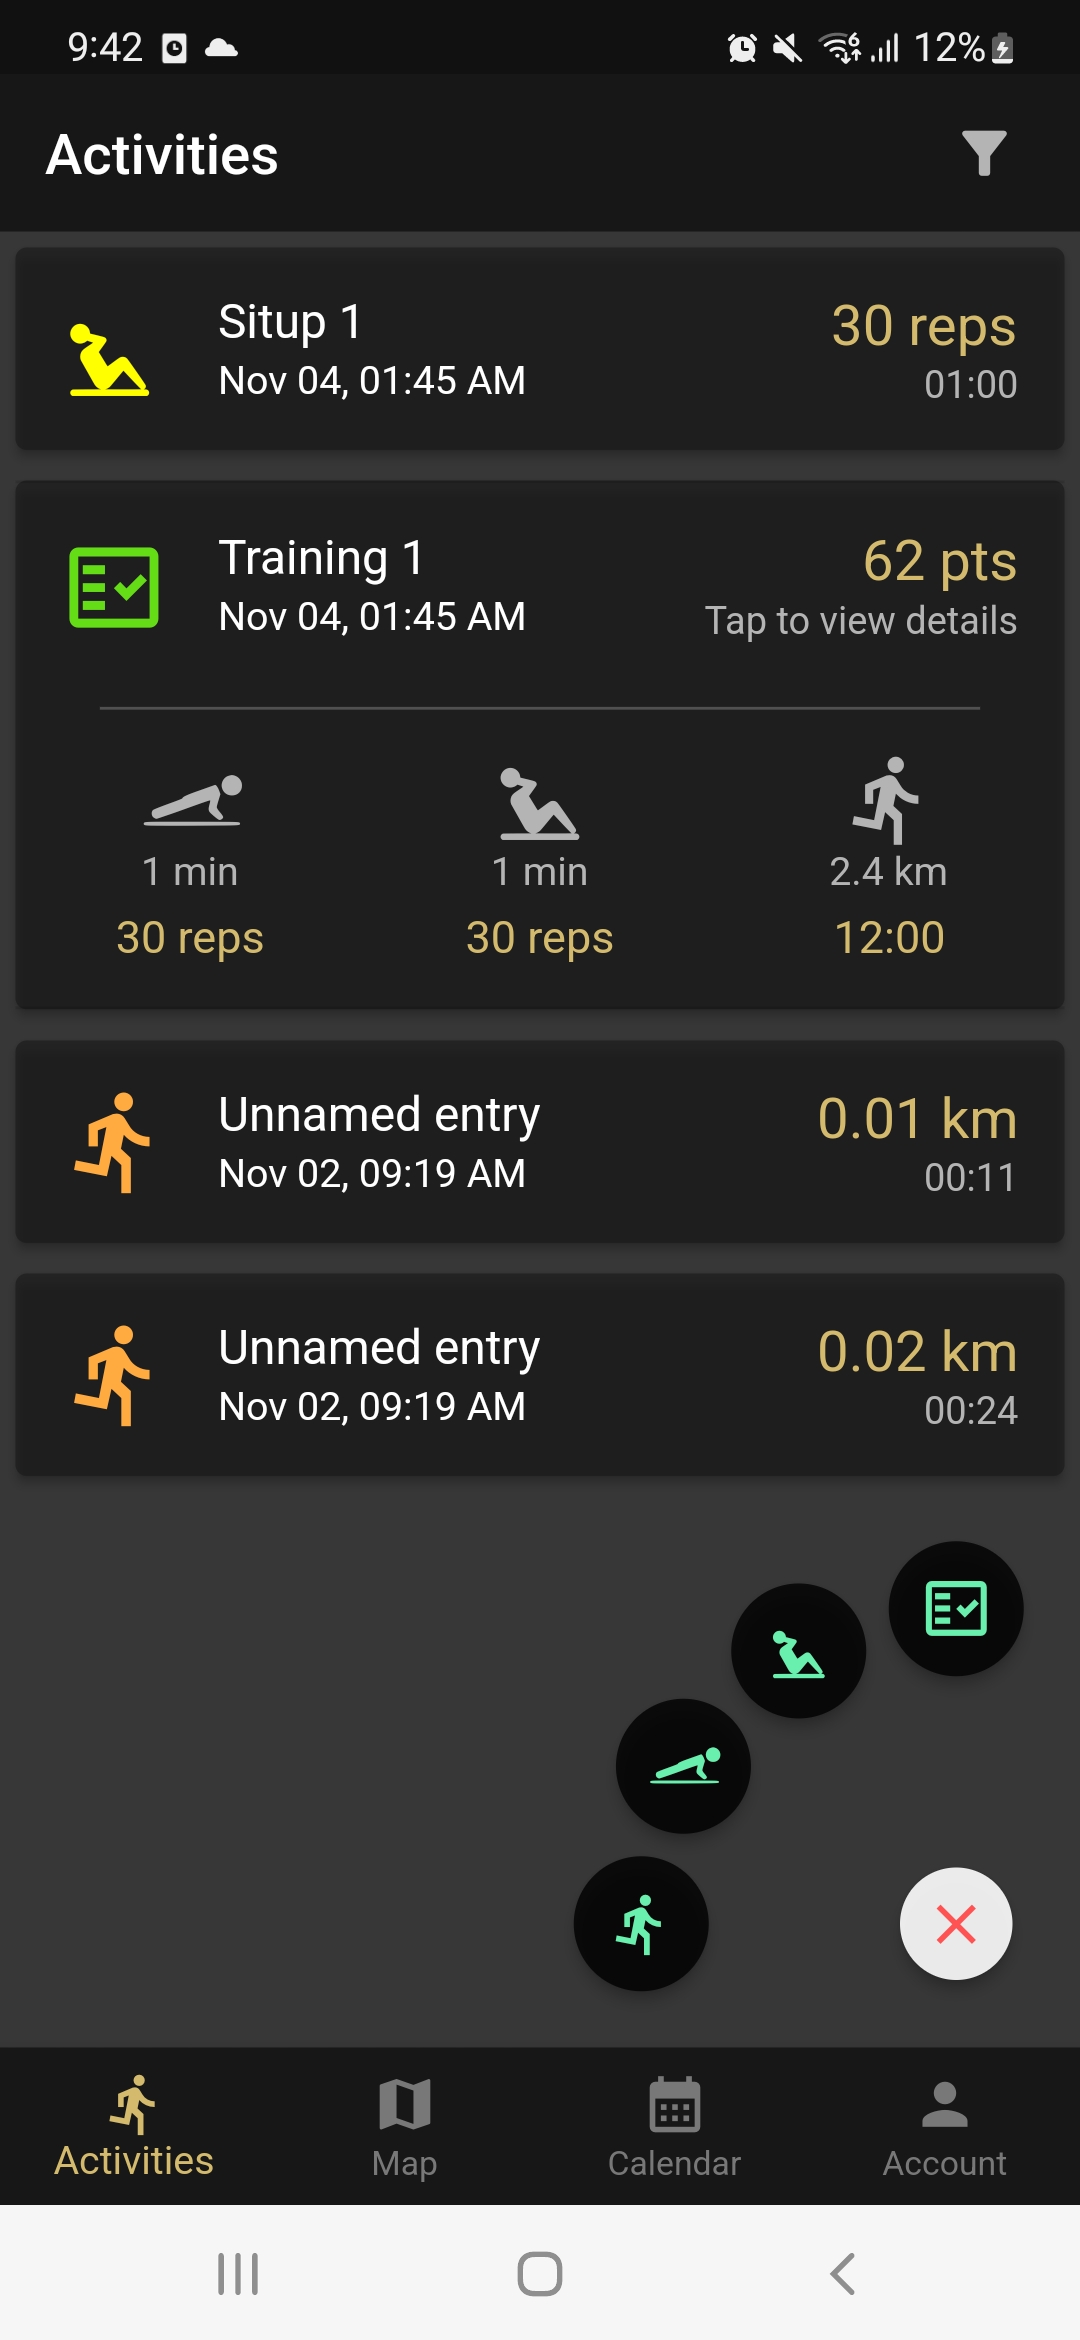 9:42 12%
Activities
Situp 1 30 reps
Nov 04, 01:45 AM 01:00
Training 1 62 pts
Nov 04, 01:45 AM Tap to view details
1 min 1 min 2.4 km
30 reps 30 reps 12:00
Unnamed entry 0.01 km
Nov 02, 09:19 AM 00:11
Unnamed entry 0.02 km
Nov 02, 09:19 AM 00:24
Activities Map Calendar Account